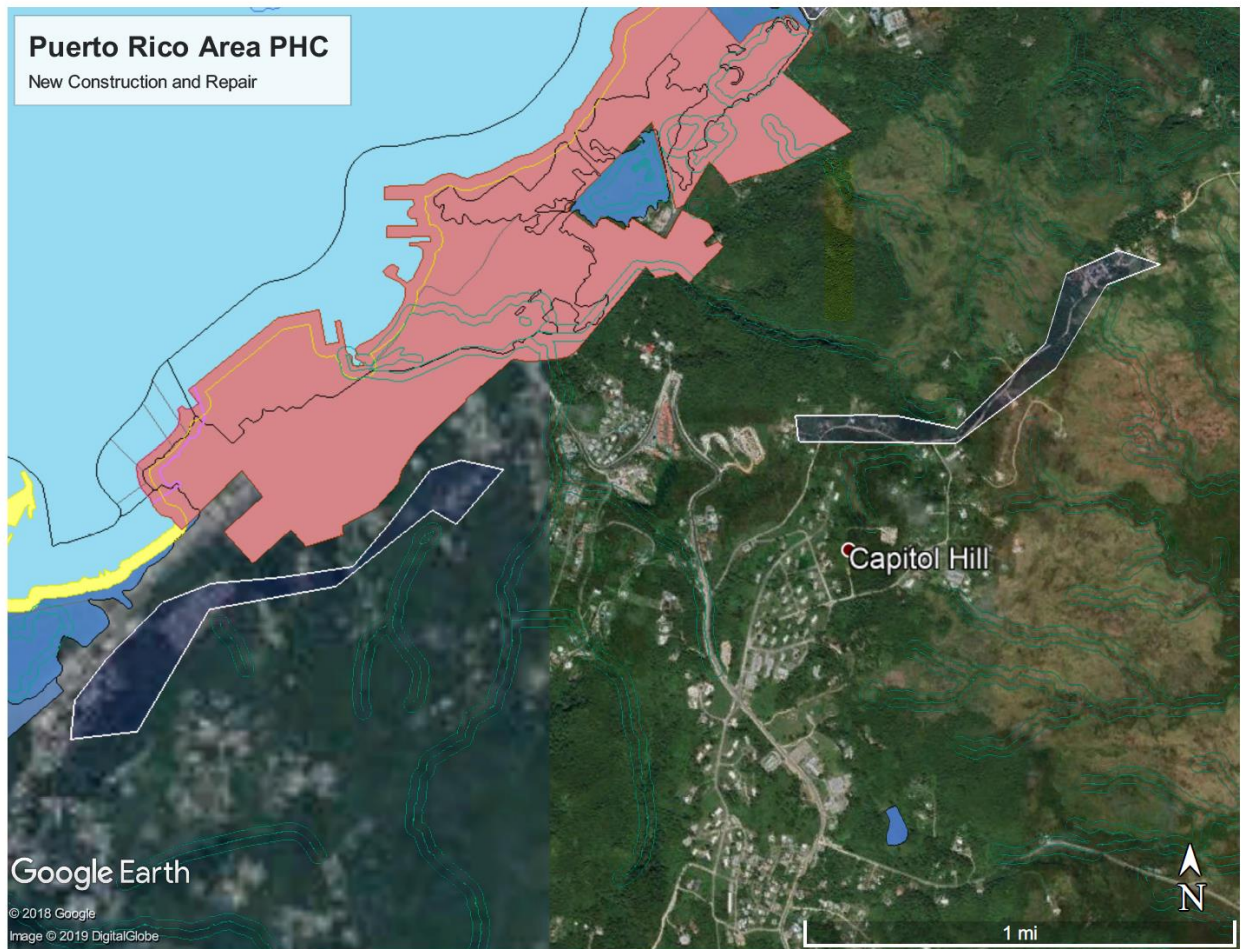 Puerto Rico Area PHC
New Construction and Repair
Capitol Hill
Google Earth
© 2018 Google
Image © 2019 DigitalGlobe
N
1 mi